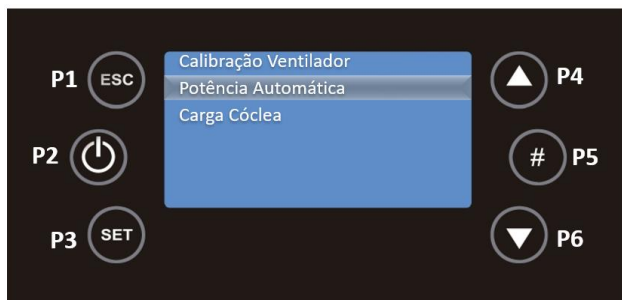 Calibração Ventilador
Potência Automática
Carga Cóclea
P1 ESC
P2
P3 SET
P4
# P5
P6